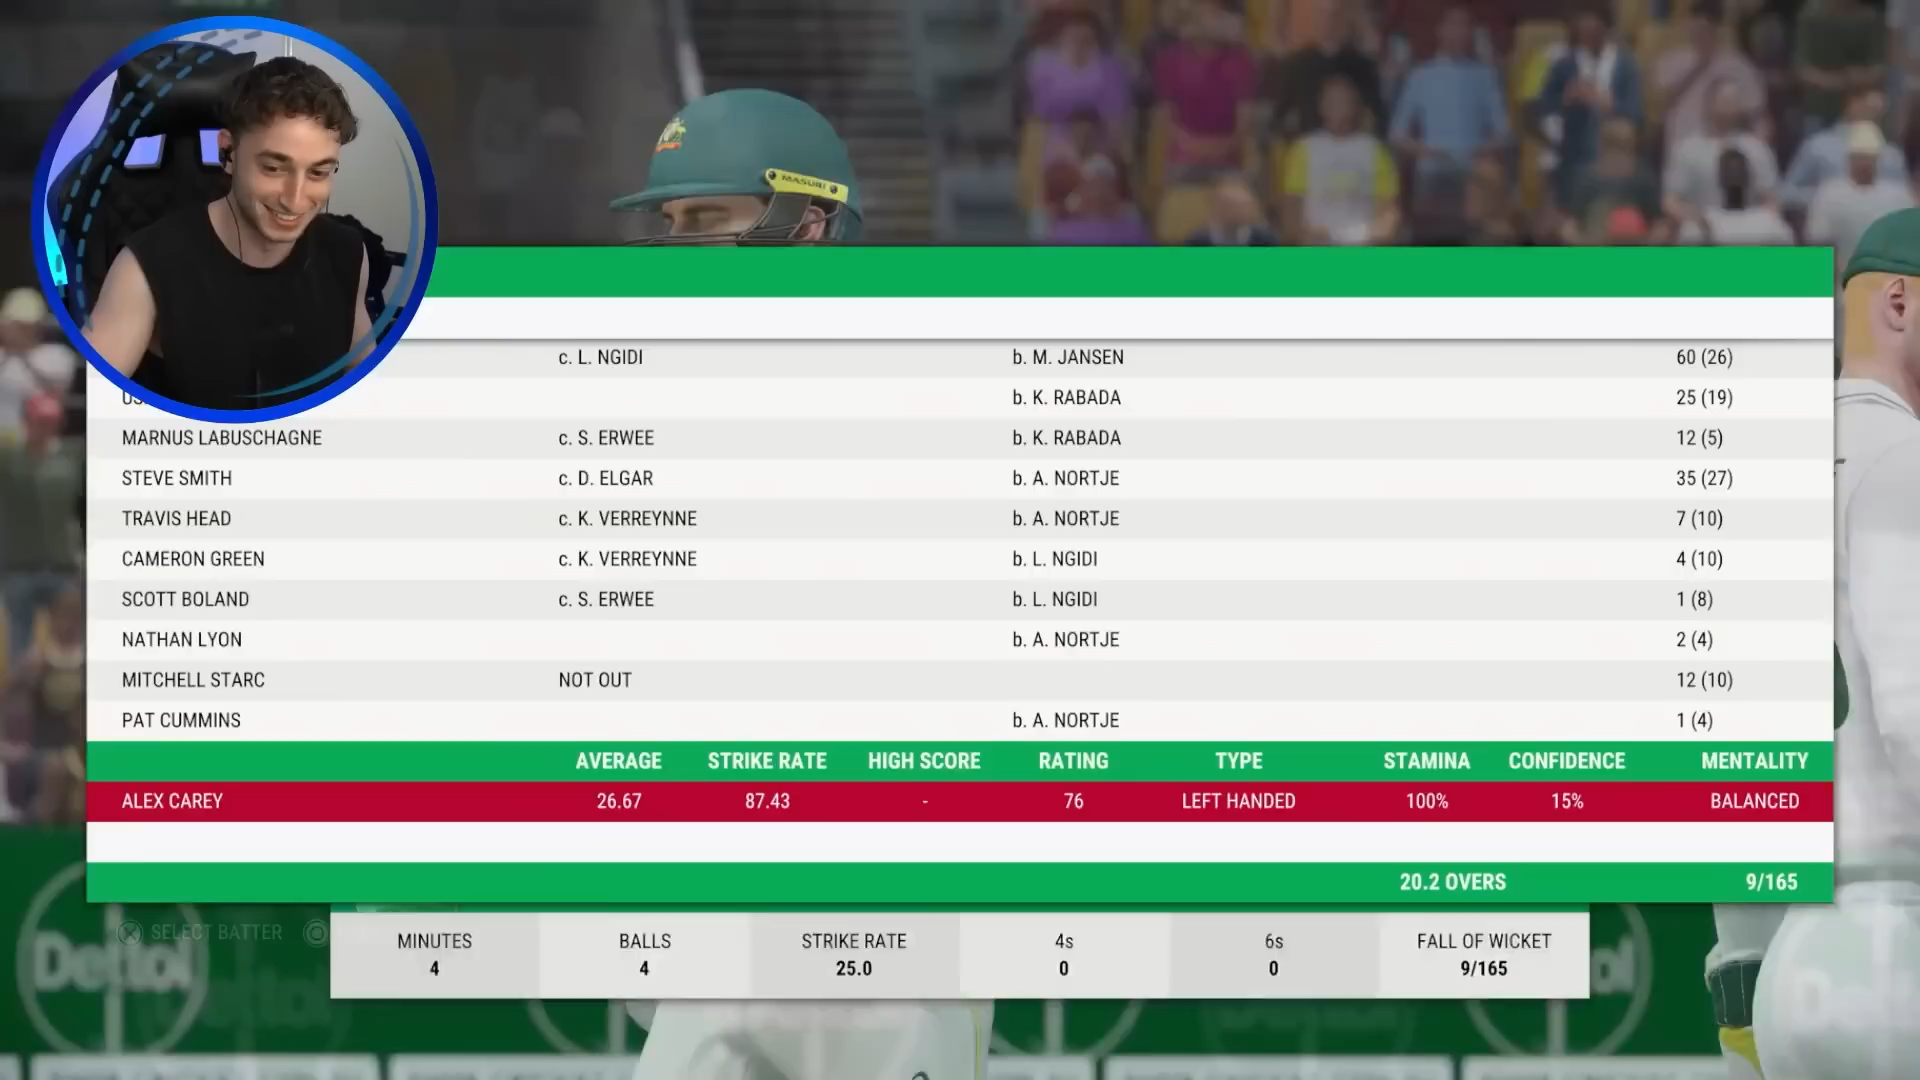 MASURI
c. L. NGIDI b. M. JANSEN 60 (26)
b. K. RABADA 25 (19)
MARNUS LABUSCHAGNE c. S. ERWEE b. K. RABADA 12 (5)
STEVE SMITH c. D. ELGAR b. A. NORTJE 35 (27)
TRAVIS HEAD c. K. VERREYNNE b. A. NORTJE 7 (10)
CAMERON GREEN c. K. VERREYNNE b. L. NGIDI 4 (10)
SCOTT BOLAND c. S. ERWEE b. L. NGIDI 1 (8)
NATHAN LYON b. A. NORTJE 2 (4)
MITCHELL STARC NOT OUT 12 (10)
PAT CUMMINS b. A. NORTJE 1 (4)
AVERAGE STRIKE RATE HIGH SCORE RATING TYPE STAMINA CONFIDENCE MENTALITY
ALEX CAREY 26.67 87.43 - 76 LEFT HANDED 100% 15% BALANCED
20.2 OVERS 9/165
SELECT BATTER
MINUTES BALLS STRIKE RATE 4s 6s FALL OF WICKET
4 4 25.0 0 0 9/165
Dettol